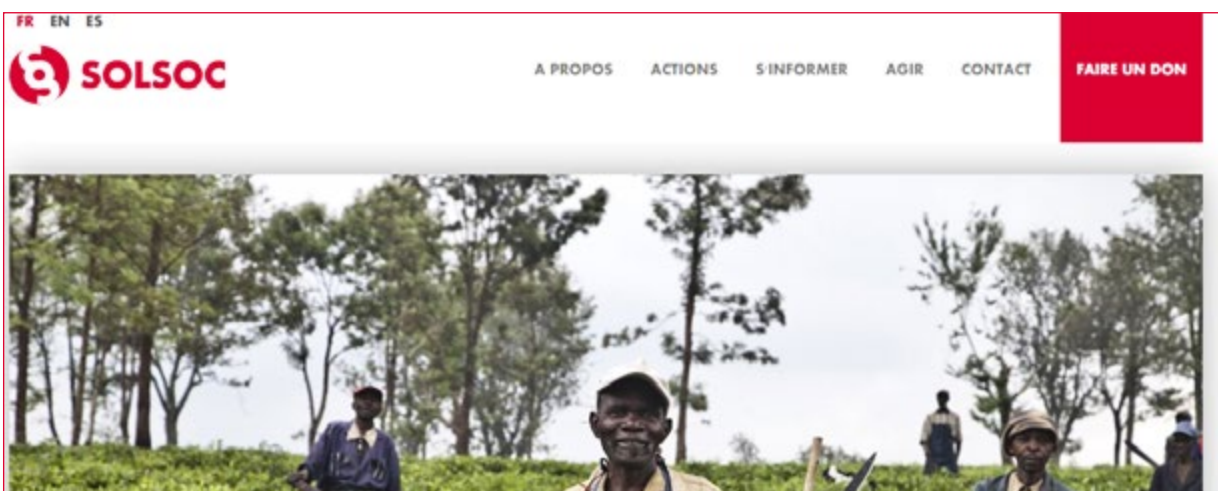 FR EN ES
SOLSOC
A PROPOS ACTIONS S'INFORMER AGIR CONTACT FAIRE UN DON